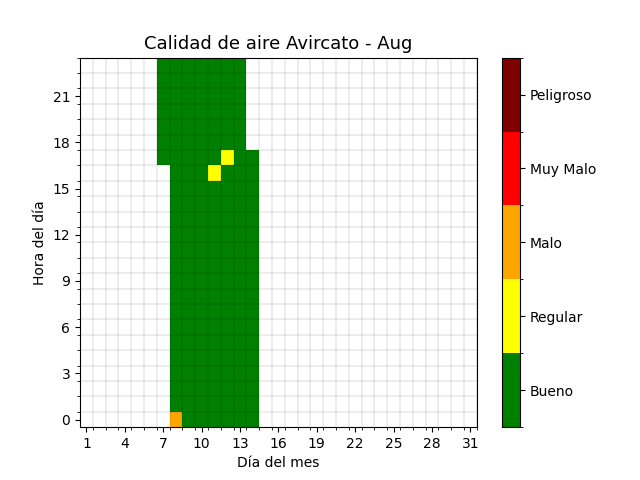 Calidad de aire Avircato - Aug
Hora del día
21
18
15
12
9
6
3
0
1 4 7 10 13 16 19 22 25 28 31
Día del mes
Peligroso
Muy Malo
Malo
Regular
Bueno